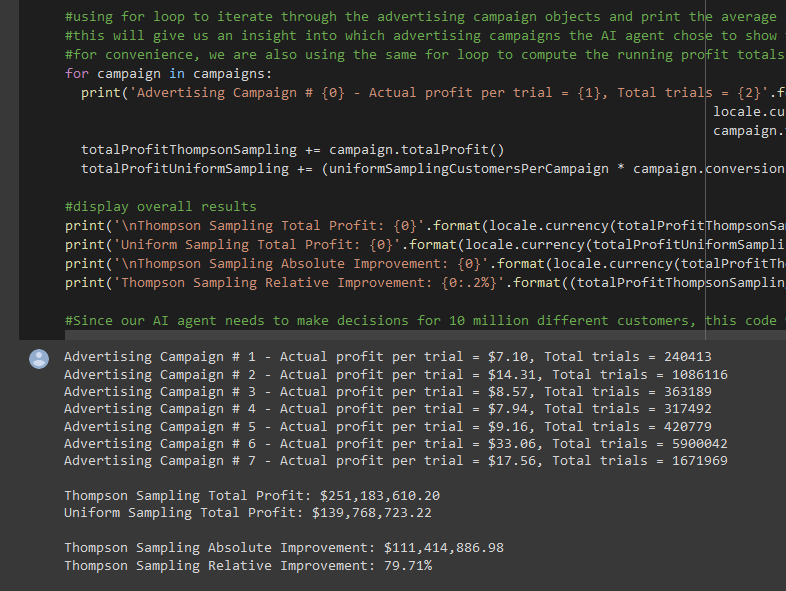 #using for loop to iterate through the advertising campaign objects and print the average
#this will give us an insight into which advertising campaigns the AI agent chose to show
#for convenience, we are also using the same for loop to compute the running profit totals
for campaign in campaigns:
print('Advertising Campaign # {0} - Actual profit per trial = {1}, Total trials = {2}'.f
locale.cu
campaign.
totalProfitThompsonSampling += campaign.totalProfit()
totalProfitUniformSampling += (uniformSamplingCustomersPerCampaign * campaign.conversion
#display overall results
print('\nThompson Sampling Total Profit: {0}'.format(locale.currency(totalProfitThompsonSa
print('Uniform Sampling Total Profit: {0}'.format(locale.currency(totalProfitUniformSampli
print('\nThompson Sampling Absolute Improvement: {0}'.format(locale.currency(totalProfitTh
print('Thompson Sampling Relative Improvement: {0:.2%}'.format((totalProfitThompsonSamplin
#Since our AI agent needs to make decisions for 10 million different customers, this code
Advertising Campaign # 1 - Actual profit per trial = $7.10, Total trials = 240413
Advertising Campaign # 2 - Actual profit per trial = $14.31, Total trials = 1086116
Advertising Campaign # 3 - Actual profit per trial = $8.57, Total trials = 363189
Advertising Campaign # 4 - Actual profit per trial = $7.94, Total trials = 317492
Advertising Campaign # 5 - Actual profit per trial = $9.16, Total trials = 420779
Advertising Campaign # 6 - Actual profit per trial = $33.06, Total trials = 5900042
Advertising Campaign # 7 - Actual profit per trial = $17.56, Total trials = 1671969
Thompson Sampling Total Profit: $251,183,610.20
Uniform Sampling Total Profit: $139,768,723.22
Thompson Sampling Absolute Improvement: $111,414,886.98
Thompson Sampling Relative Improvement: 79.71%